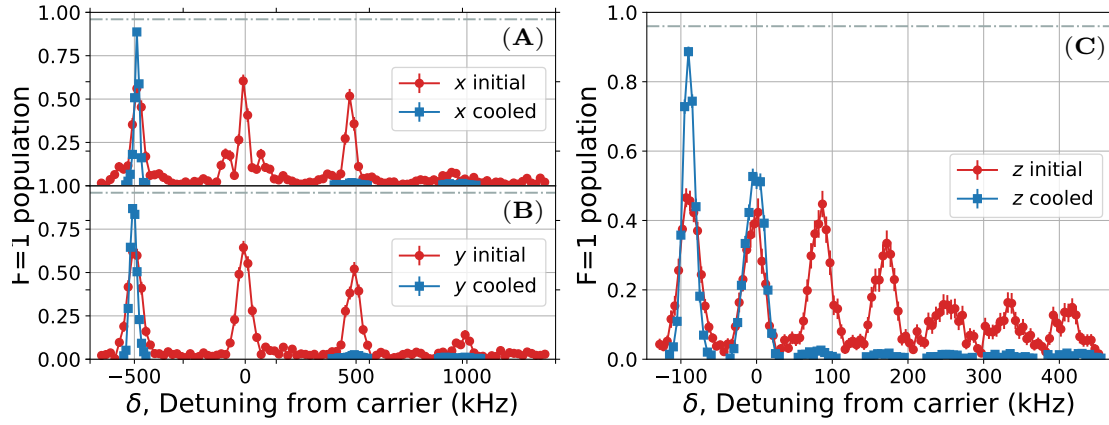 (A)
x initial
x cooled
1.00
0.75
0.50
0.25
F=1 population
(B)
y initial
y cooled
1.00
0.75
0.50
0.25
0.00
−500 0 500 1000
δ, Detuning from carrier (kHz)
(C)
z initial
z cooled
1.0
0.8
0.6
0.4
0.2
0.0
F=1 population
−100 0 100 200 300 400
δ, Detuning from carrier (kHz)